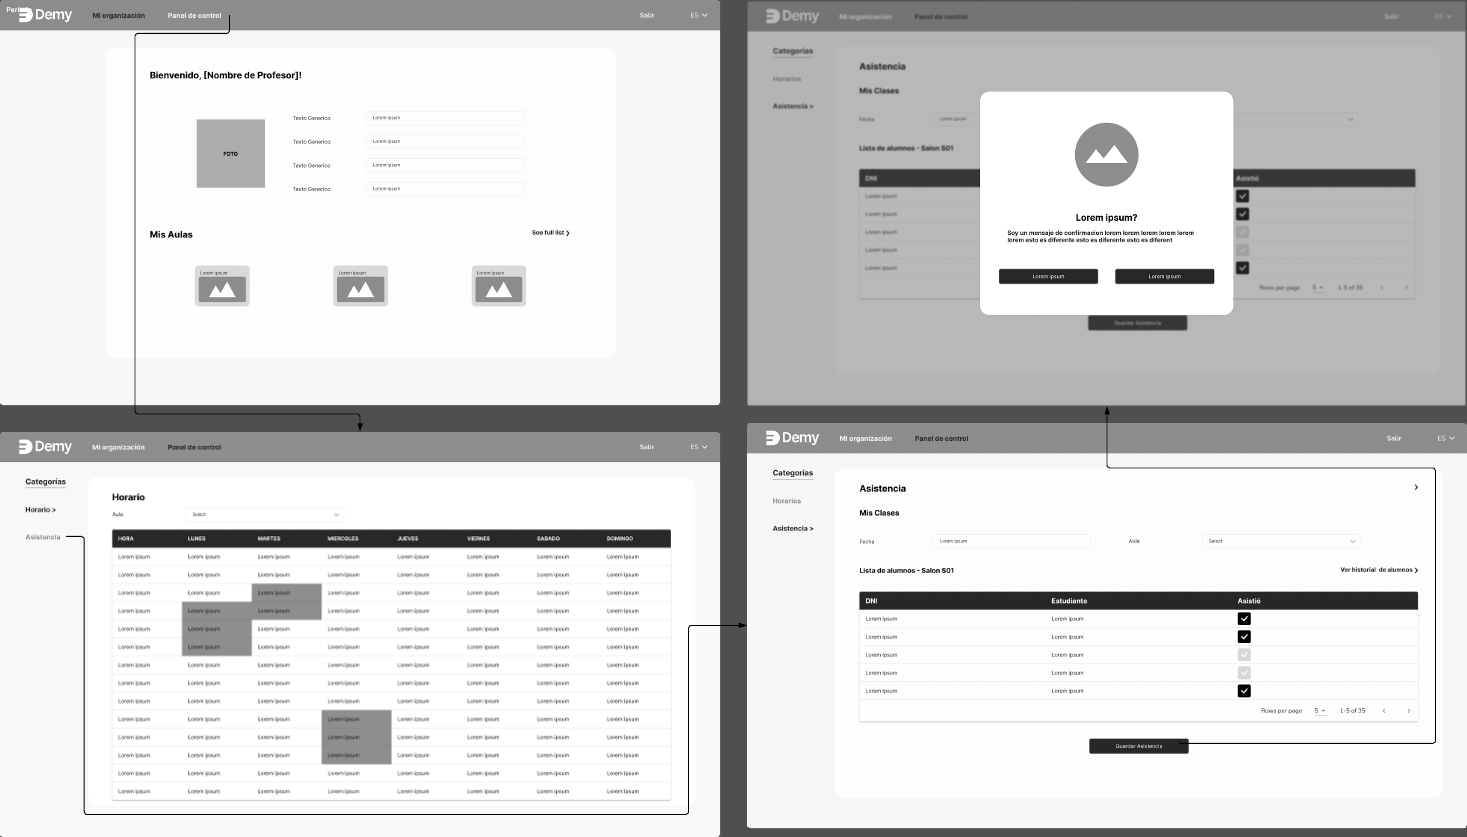 Demy Mi organización Panel de control Salir ES
Bienvenido, [Nombre de Profesor]!
FOTO
Texto Generico Lorem ipsum
Texto Generico Lorem ipsum
Texto Generico Lorem ipsum
Texto Generico Lorem ipsum
Mis Aulas See full list
Lorem ipsum Lorem ipsum Lorem ipsum
Demy Mi organización Panel de control Salir ES
Categorías
Horarios
Asistencia >
Asistencia
Mis Clases
Fecha Lorem ipsum
Lista de alumnos - Salon S01
DNI Asistió
Lorem ipsum
Lorem ipsum
Lorem ipsum
Lorem ipsum
Lorem ipsum
Rows per page 5 1-5 of 35
Guardar Asistencia
Lorem ipsum?
Soy un mensaje de confirmacion lorem lorem lorem lorem lorem
lorem esto es diferente esto es diferente esto es diferent
Lorem ipsum Lorem ipsum
Demy Mi organización Panel de control Salir ES
Categorías
Horario >
Asistencia
Horario
Aula Select
HORA LUNES MARTES MIERCOLES JUEVES VIERNES SABADO DOMINGO
Lorem ipsum Lorem ipsum Lorem ipsum Lorem ipsum Lorem ipsum Lorem ipsum Lorem ipsum Lorem ipsum
Lorem ipsum Lorem ipsum Lorem ipsum Lorem ipsum Lorem ipsum Lorem ipsum Lorem ipsum Lorem ipsum
Lorem ipsum Lorem ipsum Lorem ipsum Lorem ipsum Lorem ipsum Lorem ipsum Lorem ipsum Lorem ipsum
Lorem ipsum Lorem ipsum Lorem ipsum Lorem ipsum Lorem ipsum Lorem ipsum Lorem ipsum Lorem ipsum
Lorem ipsum Lorem ipsum Lorem ipsum Lorem ipsum Lorem ipsum Lorem ipsum Lorem ipsum Lorem ipsum
Lorem ipsum Lorem ipsum Lorem ipsum Lorem ipsum Lorem ipsum Lorem ipsum Lorem ipsum Lorem ipsum
Lorem ipsum Lorem ipsum Lorem ipsum Lorem ipsum Lorem ipsum Lorem ipsum Lorem ipsum Lorem ipsum
Lorem ipsum Lorem ipsum Lorem ipsum Lorem ipsum Lorem ipsum Lorem ipsum Lorem ipsum Lorem ipsum
Lorem ipsum Lorem ipsum Lorem ipsum Lorem ipsum Lorem ipsum Lorem ipsum Lorem ipsum Lorem ipsum
Lorem ipsum Lorem ipsum Lorem ipsum Lorem ipsum Lorem ipsum Lorem ipsum Lorem ipsum Lorem ipsum
Lorem ipsum Lorem ipsum Lorem ipsum Lorem ipsum Lorem ipsum Lorem ipsum Lorem ipsum Lorem ipsum
Lorem ipsum Lorem ipsum Lorem ipsum Lorem ipsum Lorem ipsum Lorem ipsum Lorem ipsum Lorem ipsum
Lorem ipsum Lorem ipsum Lorem ipsum Lorem ipsum Lorem ipsum Lorem ipsum Lorem ipsum Lorem ipsum
Lorem ipsum Lorem ipsum Lorem ipsum Lorem ipsum Lorem ipsum Lorem ipsum Lorem ipsum Lorem ipsum
Demy Mi organización Panel de control Salir ES
Categorías
Horarios
Asistencia >
Asistencia
Mis Clases
Fecha Lorem ipsum Aula Select
Lista de alumnos - Salon S01 Ver historial de alumnos
DNI Estudiante Asistió
Lorem ipsum Lorem ipsum
Lorem ipsum Lorem ipsum
Lorem ipsum Lorem ipsum
Lorem ipsum Lorem ipsum
Lorem ipsum Lorem ipsum
Rows per page 5 1-5 of 35
Guardar Asistencia